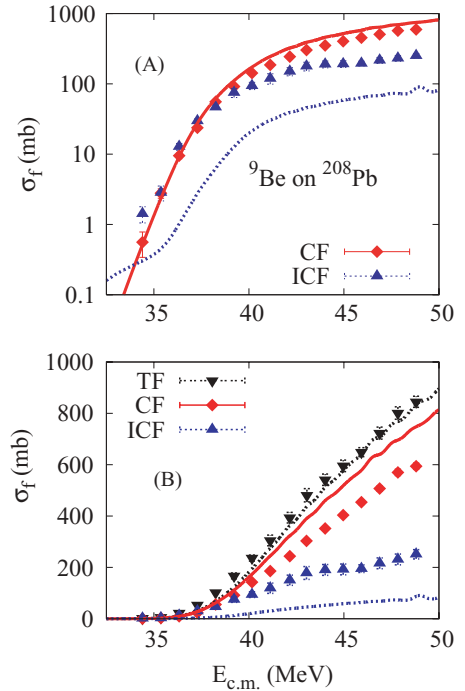 1000
100
10
1
0.1
σf (mb)
(A)
⁹Be on ²⁰⁸Pb
CF
ICF
35 40 45 50
1000
800
600
400
200
0
σf (mb)
TF
CF
ICF
(B)
35 40 45 50
Ec.m. (MeV)